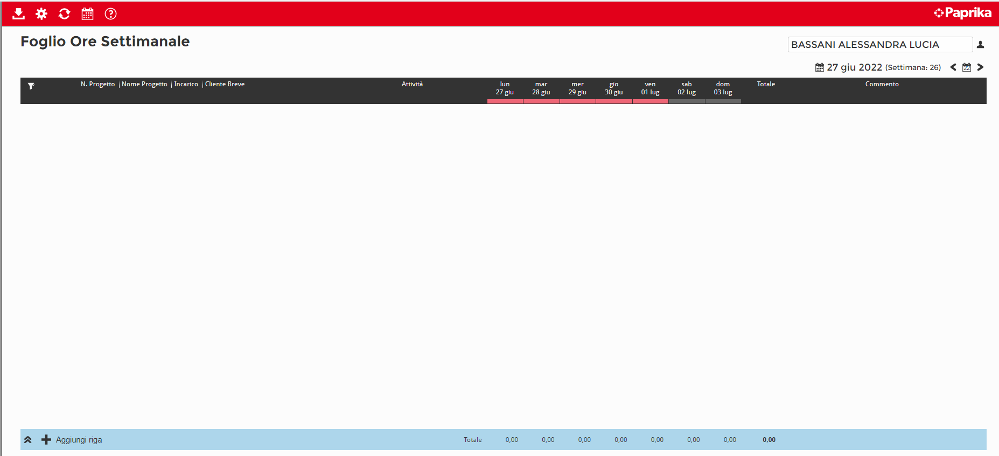 Paprika
Foglio Ore Settimanale
BASSANI ALESSANDRA LUCIA
27 giu 2022 (Settimana: 26) 22
N. Progetto Nome Progetto Incarico Cliente Breve Attività lun mar mer gio ven sab dom Totale Commento
27 giu 28 giu 29 giu 30 giu 01 lug 02 lug 03 lug
Aggiungi riga Totale 0,00 0,00 0,00 0,00 0,00 0,00 0,00 0,00